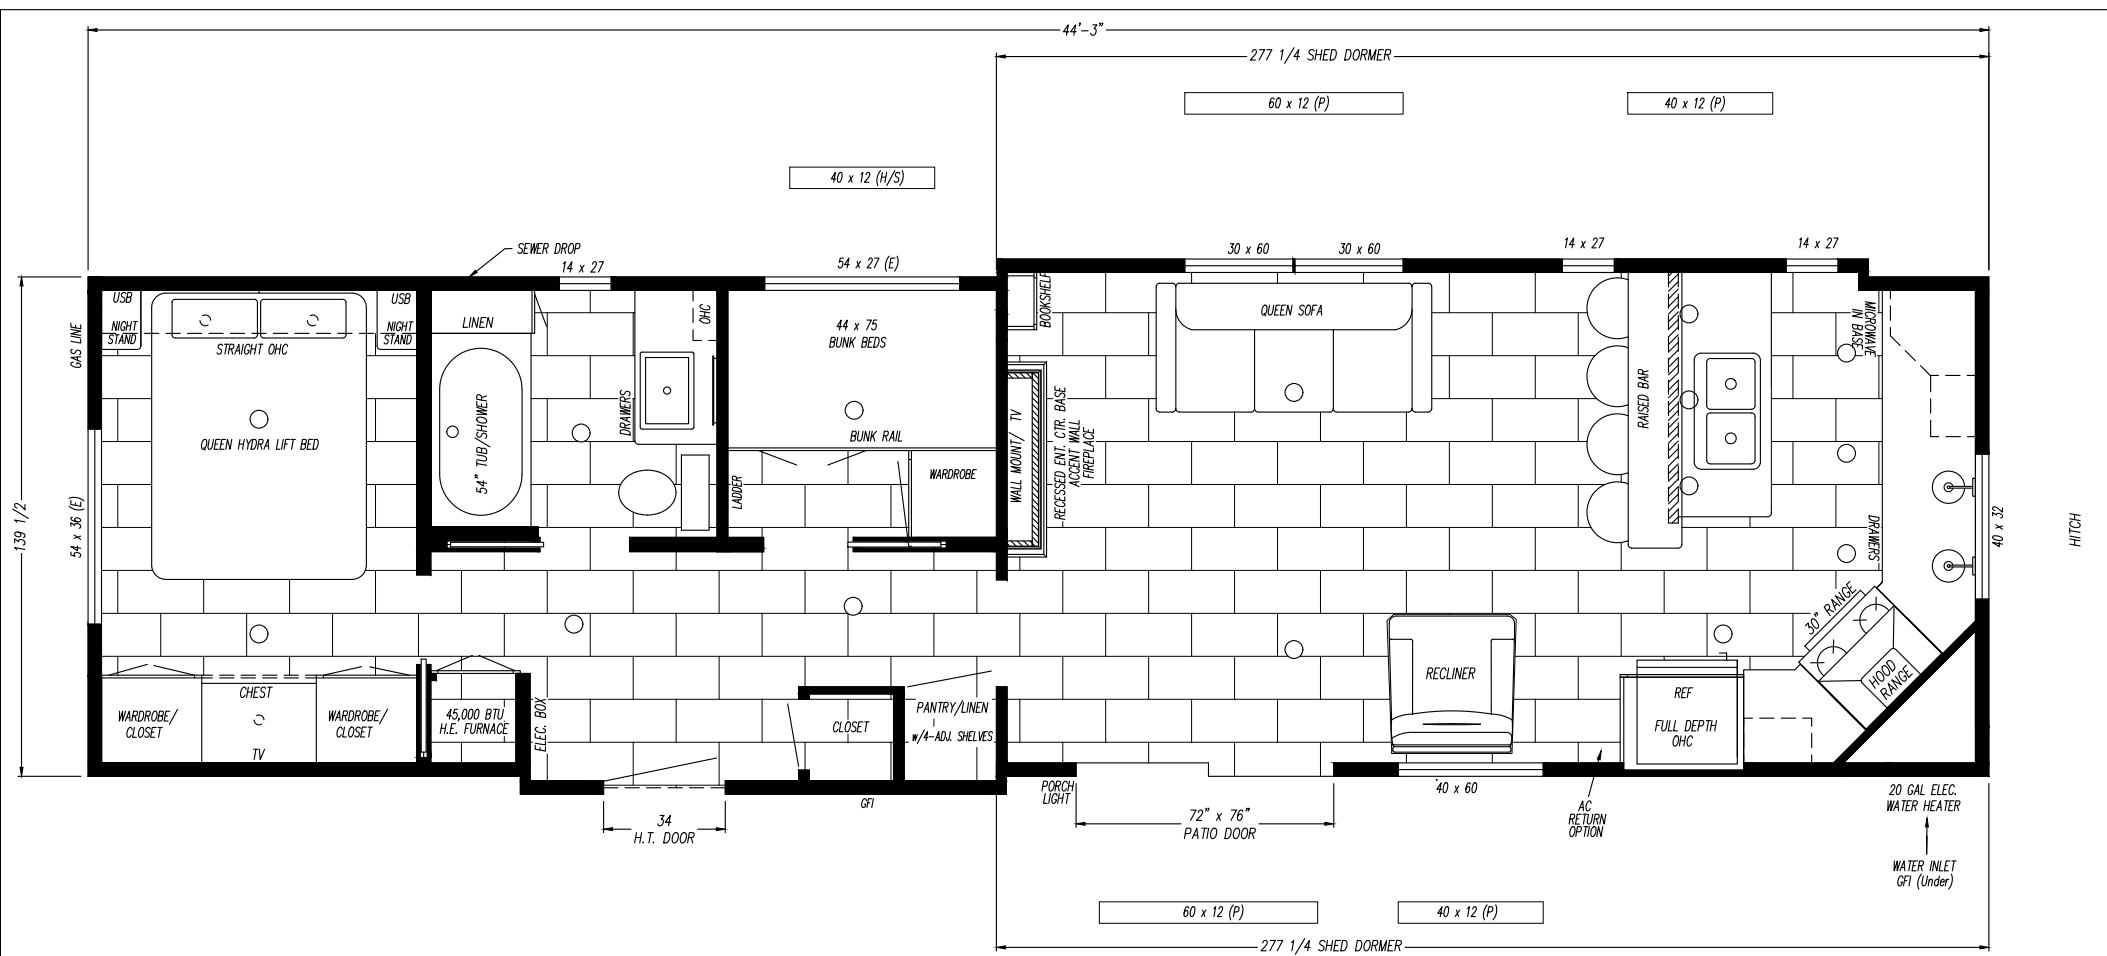 44'-3"
277 1/4 SHED DORMER
60 x 12 (P)
40 x 12 (P)
40 x 12 (H/S)
SEWER DROP
14 x 27
54 x 27 (E)
30 x 60
30 x 60
14 x 27
14 x 27
GAS LINE
USB
NIGHT
STAND
STRAIGHT OHC
USB
NIGHT
STAND
QUEEN HYDRA LIFT BED
LINEN
54" TUB/SHOWER
DRAWERS
OHC
44 x 75
BUNK BEDS
BUNK RAIL
LADDER
WARDROBE
BOOKSHELF
WALL MOUNT/ TV
RECESSED ENT. CTR. BASE
ACCENT WALL
FIREPLACE
QUEEN SOFA
RAISED BAR
MICROWAVE
IN BASE
DRAWERS
40 x 32
HITCH
139 1/2
54 x 36 (E)
30" RANGE
HOOD
RANGE
WARDROBE/
CLOSET
CHEST
TV
WARDROBE/
CLOSET
45,000 BTU
H.E. FURNACE
ELEC. BOX
CLOSET
PANTRY/LINEN
w/4-ADJ. SHELVES
RECLINER
REF
FULL DEPTH
OHC
34
H.T. DOOR
GFI
PORCH
LIGHT
72" x 76"
PATIO DOOR
40 x 60
AC
RETURN
OPTION
20 GAL ELEC.
WATER HEATER
WATER INLET
GFI (Under)
60 x 12 (P)
40 x 12 (P)
277 1/4 SHED DORMER